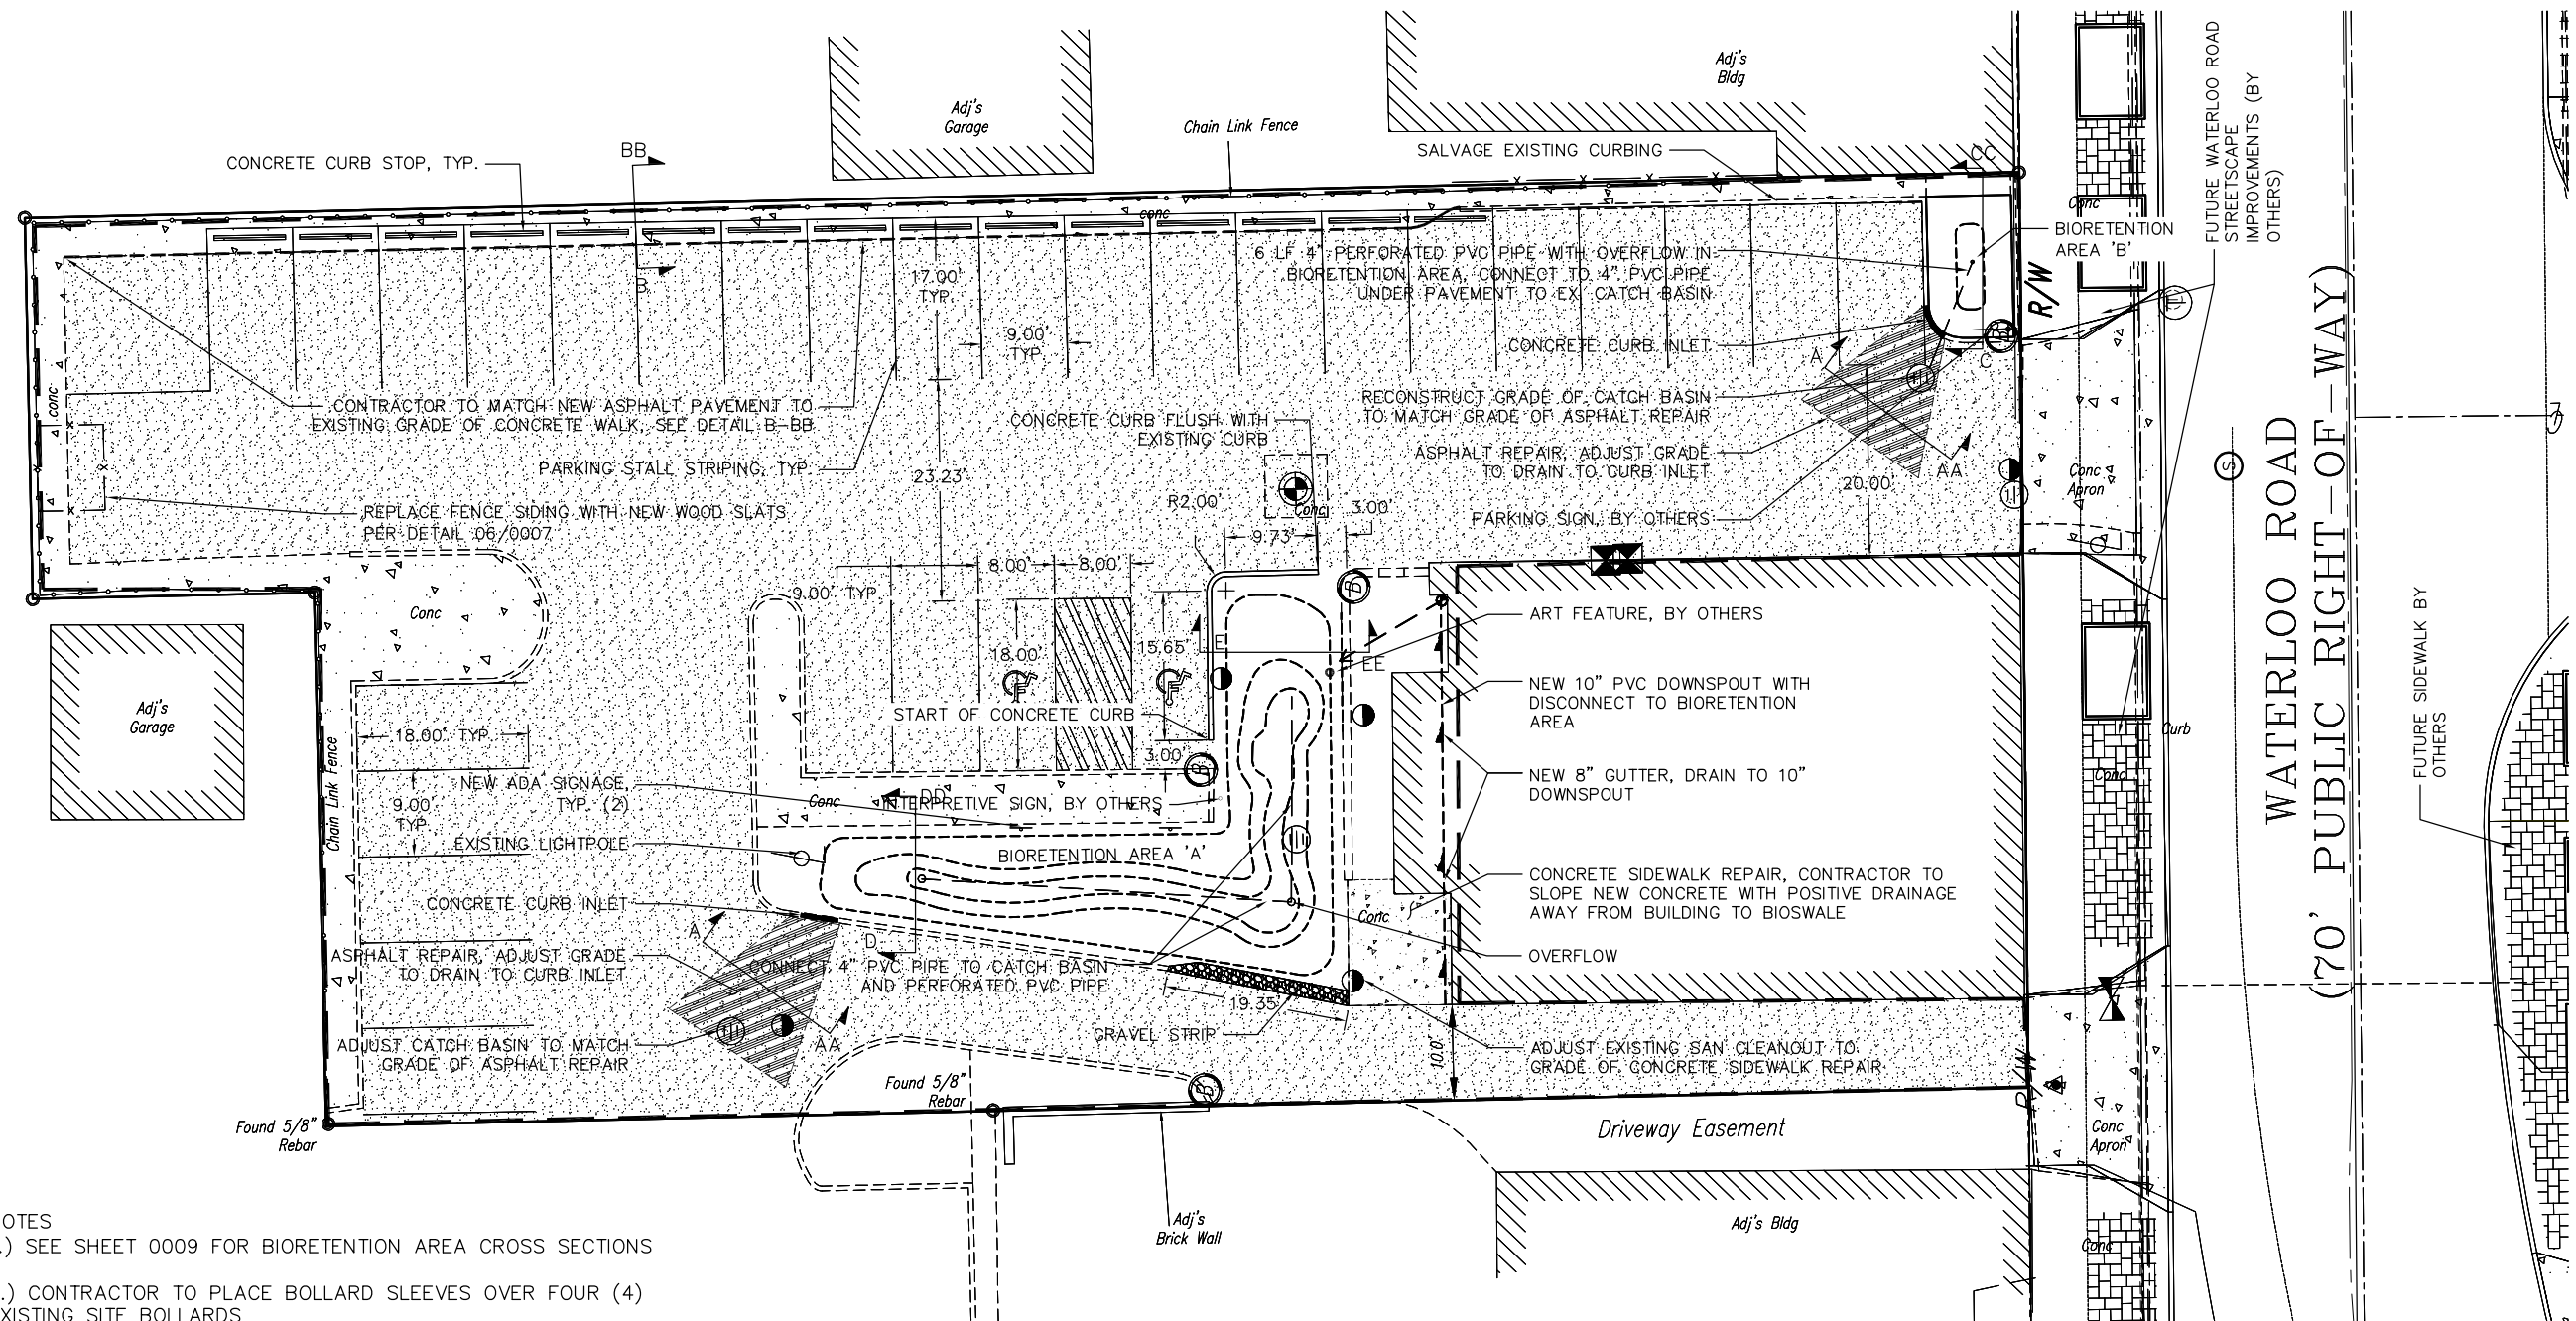 Adj's
Garage
Adj's
Bldg
Chain Link Fence
CONCRETE CURB STOP, TYP.
BB
B
SALVAGE EXISTING CURBING
CC
C
conc
17.00'
TYP.
9.00'
TYP
6 LF 4" PERFORATED PVC PIPE WITH OVERFLOW IN
BIORETENTION AREA, CONNECT TO 4" PVC PIPE
UNDER PAVEMENT TO EX. CATCH BASIN
BIORETENTION
AREA 'B'
R/W
Conc
FUTURE WATERLOO ROAD
STREETSCAPE
IMPROVEMENTS (BY
OTHERS)
CONCRETE CURB INLET
A
AA
RECONSTRUCT GRADE OF CATCH BASIN
TO MATCH GRADE OF ASPHALT REPAIR
ASPHALT REPAIR, ADJUST GRADE
TO DRAIN TO CURB INLET
PARKING SIGN, BY OTHERS
20.00'
Conc
Apron
S
conc
CONTRACTOR TO MATCH NEW ASPHALT PAVEMENT TO
EXISTING GRADE OF CONCRETE WALK, SEE DETAIL B-BB
PARKING STALL STRIPING, TYP.
REPLACE FENCE SIDING WITH NEW WOOD SLATS
PER DETAIL 06/0007
CONCRETE CURB FLUSH WITH
EXISTING CURB
23.23'
R2.00'
Conc
3.00'
9.73'
8.00'
8.00'
9.00' TYP
18.00'
15.65'
E
EE
B
B
B
B
Conc
Adj's
Garage
Chain Link Fence
18.00' TYP.
9.00'
TYP.
START OF CONCRETE CURB
3.00'
NEW ADA SIGNAGE,
TYP. (2)
Conc
DD
D
INTERPRETIVE SIGN, BY OTHERS
EXISTING LIGHTPOLE
BIORETENTION AREA 'A'
CONCRETE CURB INLET
A
AA
ASPHALT REPAIR, ADJUST GRADE
TO DRAIN TO CURB INLET
CONNECT 4" PVC PIPE TO CATCH BASIN
AND PERFORATED PVC PIPE
19.35'
GRAVEL STRIP
ADJUST CATCH BASIN TO MATCH
GRADE OF ASPHALT REPAIR
ART FEATURE, BY OTHERS
NEW 10" PVC DOWNSPOUT WITH
DISCONNECT TO BIORETENTION
AREA
NEW 8" GUTTER, DRAIN TO 10"
DOWNSPOUT
CONCRETE SIDEWALK REPAIR, CONTRACTOR TO
SLOPE NEW CONCRETE WITH POSITIVE DRAINAGE
AWAY FROM BUILDING TO BIOSWALE
Conc
OVERFLOW
10.0'
ADJUST EXISTING SAN CLEANOUT TO
GRADE OF CONCRETE SIDEWALK REPAIR
Curb
Conc
WATERLOO ROAD
(70' PUBLIC RIGHT-OF-WAY)
FUTURE SIDEWALK BY
OTHERS
R/W
Found 5/8"
Rebar
Found 5/8"
Rebar
Driveway Easement
Conc
Apron
Adj's
Brick Wall
Adj's Bldg
Conc
OTES
.) SEE SHEET 0009 FOR BIORETENTION AREA CROSS SECTIONS
.) CONTRACTOR TO PLACE BOLLARD SLEEVES OVER FOUR (4)
XISTING SITE BOLLARDS